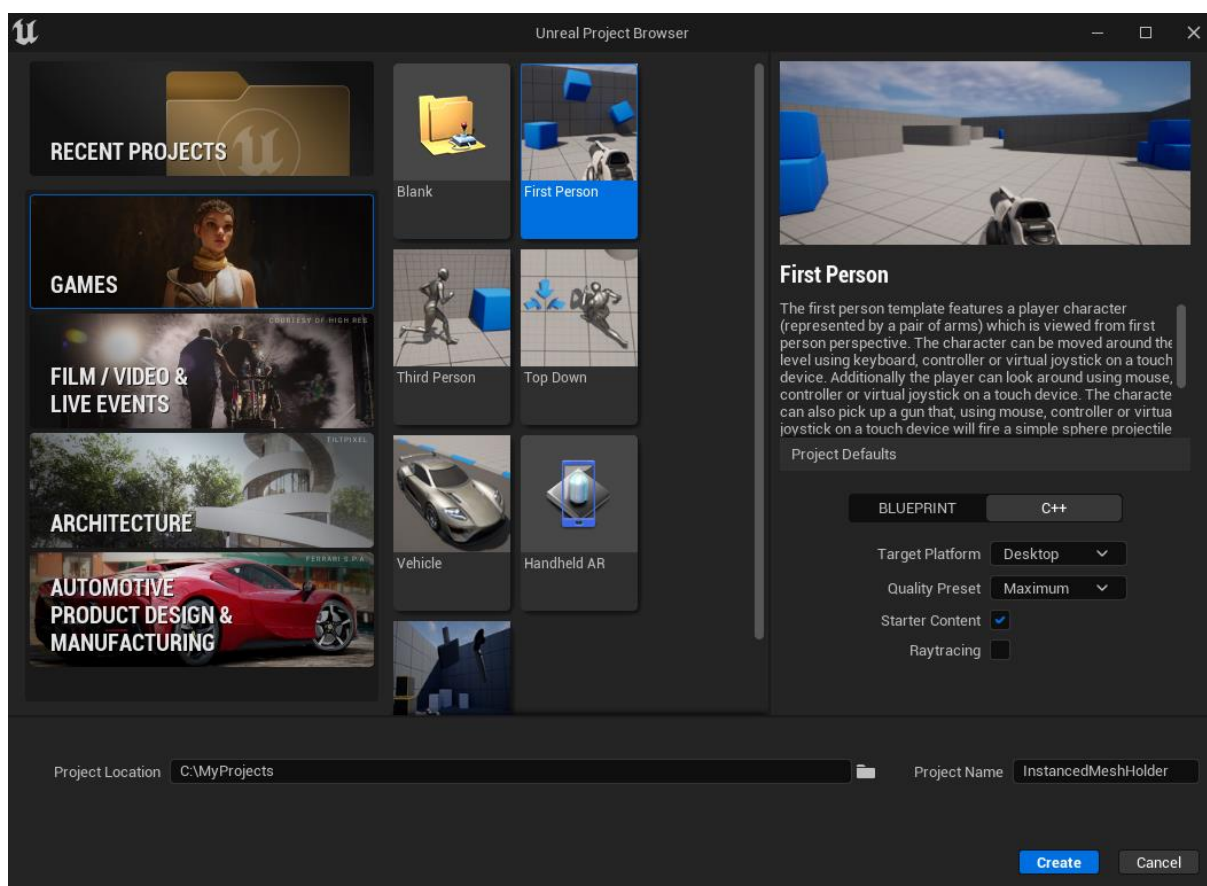 Unreal Project Browser
RECENT PROJECTS
GAMES
COURTESY OF HIGH RES
FILM / VIDEO &
LIVE EVENTS
TILTPIXEL
ARCHITECTURE
FERRARI S.P.A.
AUTOMOTIVE
PRODUCT DESIGN &
MANUFACTURING
Blank
First Person
Third Person
Top Down
Vehicle
Handheld AR
First Person
The first person template features a player character
(represented by a pair of arms) which is viewed from first
person perspective. The character can be moved around the
level using keyboard, controller or virtual joystick on a touch
device. Additionally the player can look around using mouse,
controller or virtual joystick on a touch device. The characte
can also pick up a gun that, using mouse, controller or virtua
joystick on a touch device will fire a simple sphere projectile
Project Defaults
BLUEPRINT C++
Target Platform Desktop
Quality Preset Maximum
Starter Content
Raytracing
Project Location C:\MyProjects
Project Name InstancedMeshHolder
Create Cancel